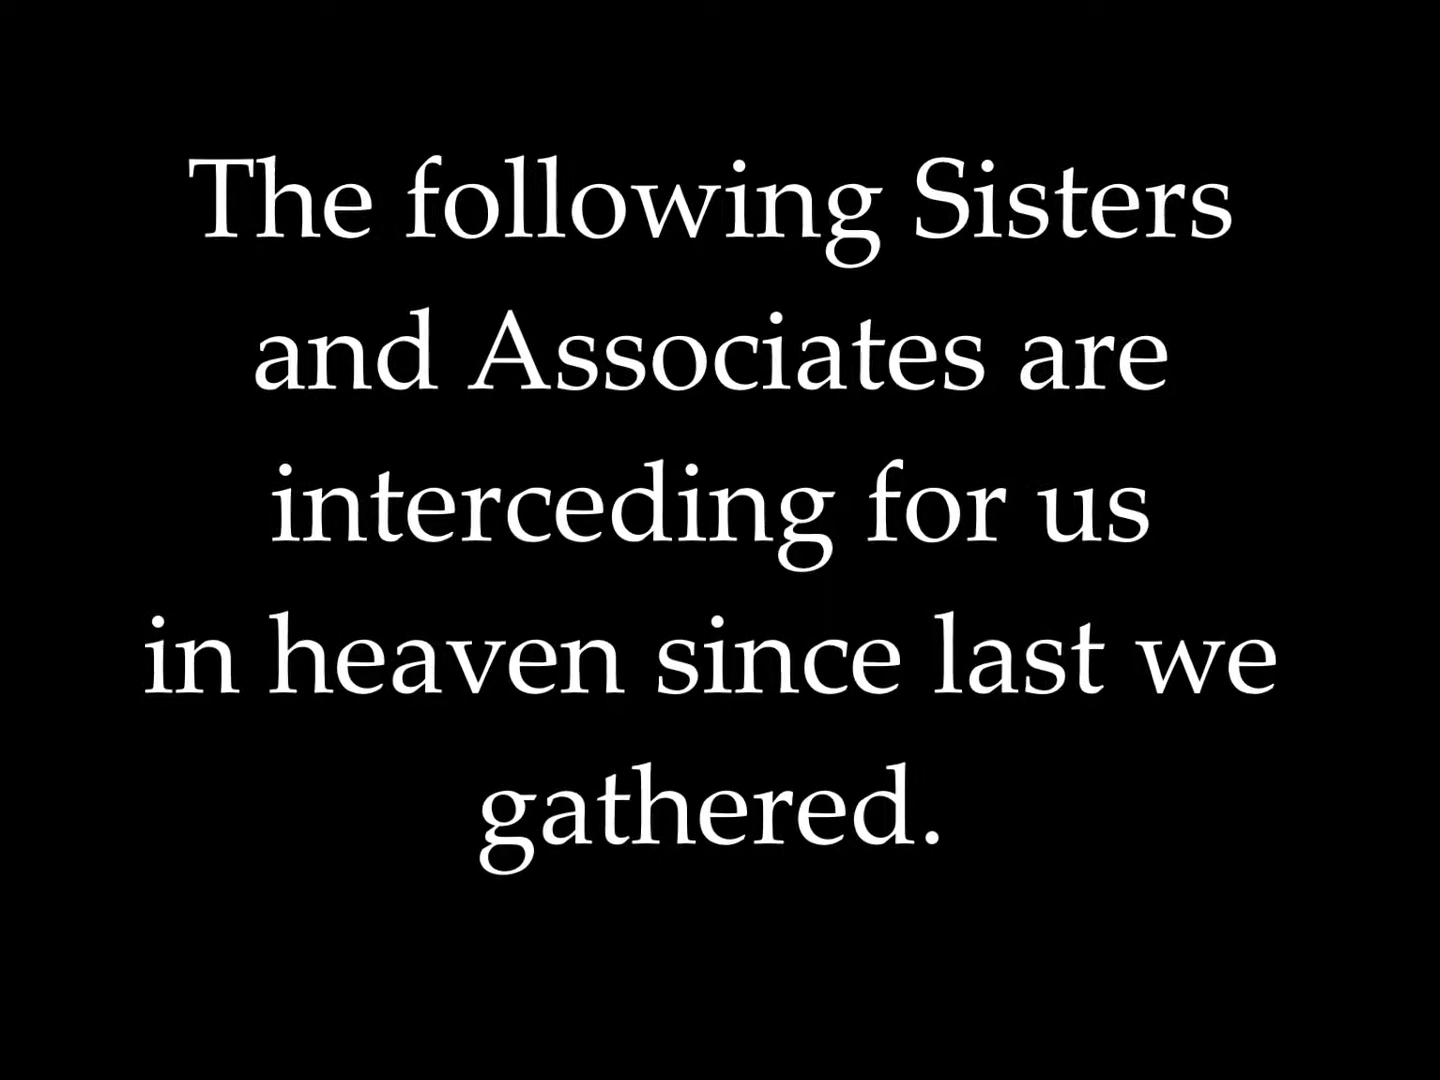 The following Sisters
and Associates are
interceding for us
in heaven since last we
gathered.